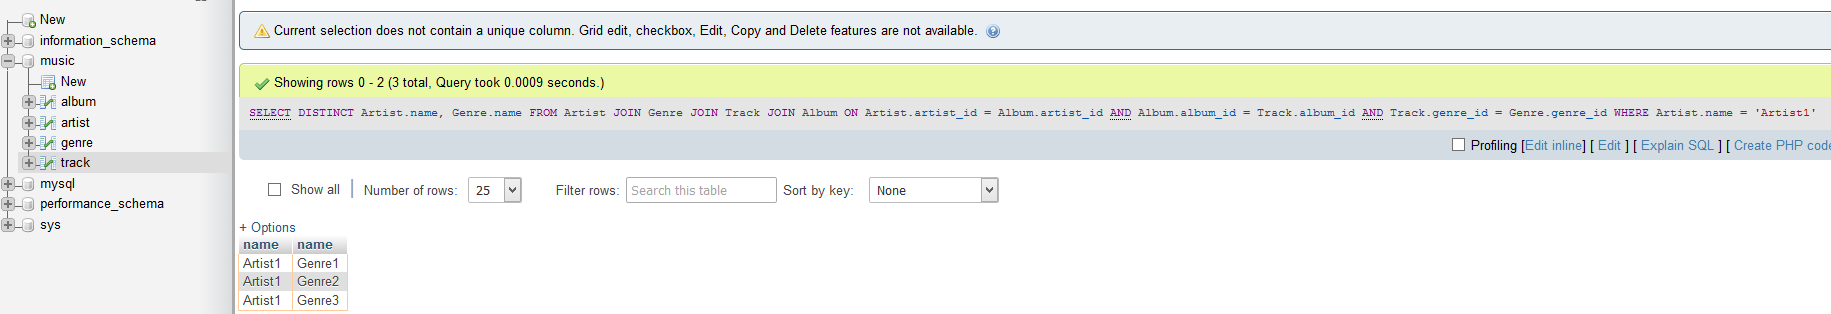 New
information_schema
music
New
album
artist
genre
track
mysql
performance_schema
sys
Current selection does not contain a unique column. Grid edit, checkbox, Edit, Copy and Delete features are not available.
Showing rows 0 - 2 (3 total, Query took 0.0009 seconds.)
SELECT DISTINCT Artist.name, Genre.name FROM Artist JOIN Genre JOIN Track JOIN Album ON Artist.artist_id = Album.artist_id AND Album.album_id = Track.album_id AND Track.genre_id = Genre.genre_id WHERE Artist.name = 'Artist1'
Profiling [Edit inline] [ Edit ] [ Explain SQL ] [ Create PHP code
Show all | Number of rows: 25 Filter rows: Search this table Sort by key: None
+ Options
name name
Artist1 Genre1
Artist1 Genre2
Artist1 Genre3